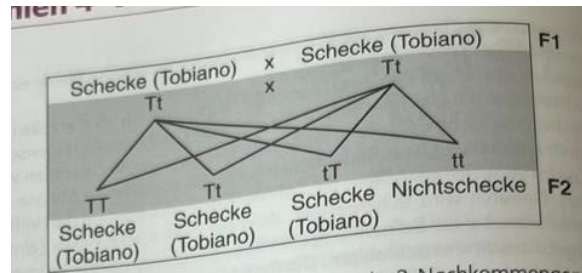 Schecke (Tobiano) x Schecke (Tobiano) F1
Tt x Tt
TT Tt tT tt
Schecke (Tobiano) Schecke (Tobiano) Schecke (Tobiano) Nichtschecke F2